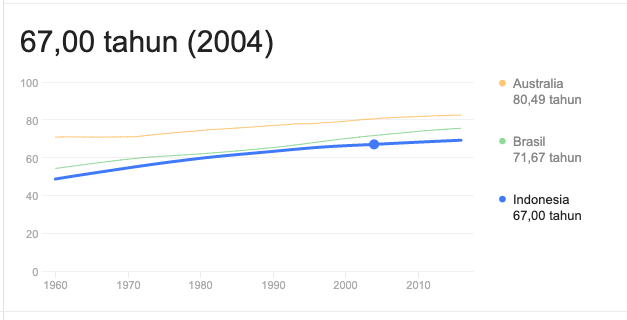 67,00 tahun (2004)
100
80
60
40
20
0
1960
1970
1980
1990
2000
2010
Australia
80,49 tahun
Brasil
71,67 tahun
Indonesia
67,00 tahun